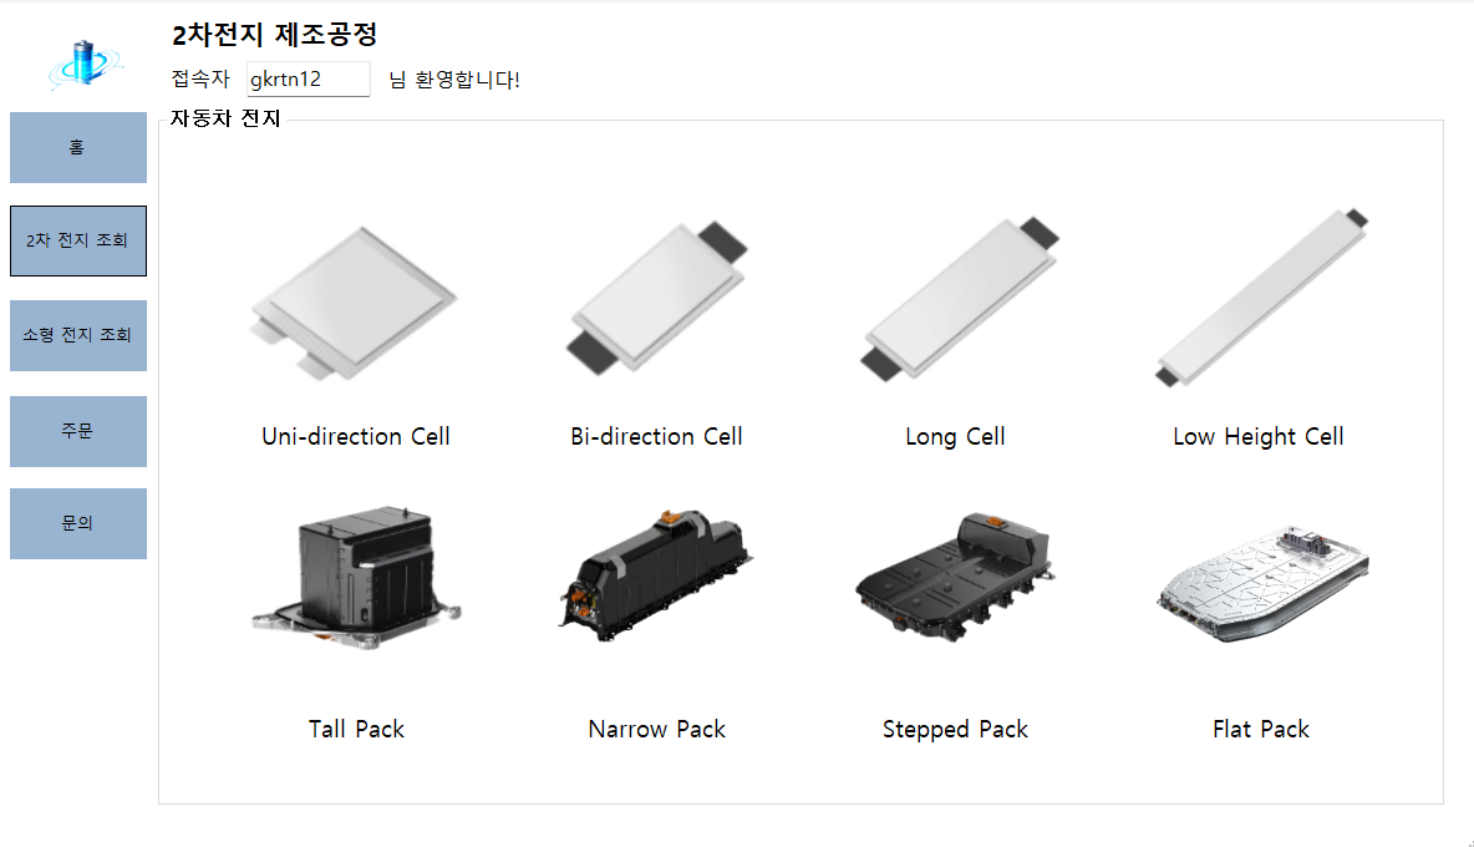 2차전지 제조공정
접속자 gkrtn12 님 환영합니다!
자동차 전지
홈
2차 전지 조회
소형 전지 조회
주문
문의
Uni-direction Cell
Bi-direction Cell
Long Cell
Low Height Cell
Tall Pack
Narrow Pack
Stepped Pack
Flat Pack